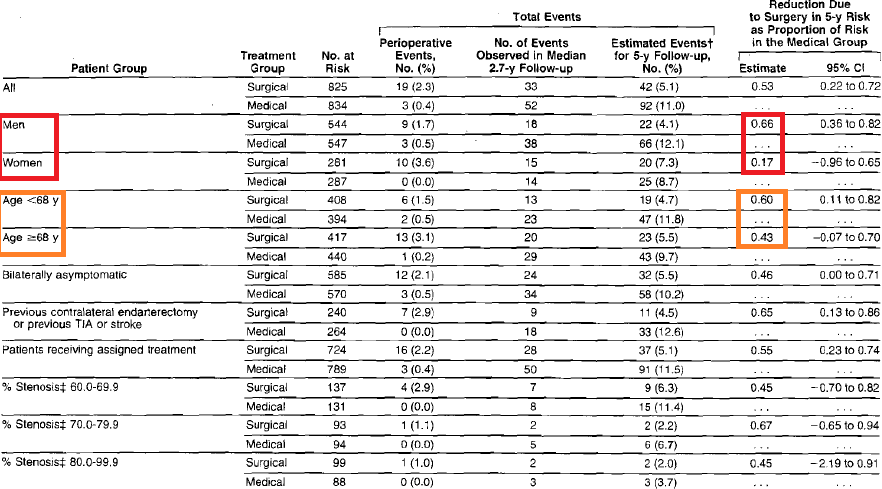 Total Events
Reduction Due
to Surgery in 5-y Risk
as Proportion of Risk
in the Medical Group
Patient Group Treatment Group No. at Risk Perioperative Events, No. (%) No. of Events Observed in Median 2.7-y Follow-up Estimated Events† for 5-y Follow-up, No. (%) Estimate 95% CI
All Surgical 825 19 (2.3) 33 42 (5.1) 0.53 0.22 to 0.72
Medical 834 3 (0.4) 52 92 (11.0) . . . . . .
Men Surgical 544 9 (1.7) 18 22 (4.1) 0.66 0.36 to 0.82
Medical 547 3 (0.5) 38 66 (12.1) . . . . . .
Women Surgical 281 10 (3.6) 15 20 (7.3) 0.17 −0.96 to 0.65
Medical 287 0 (0.0) 14 25 (8.7) . . . . . .
Age <68 y Surgical 408 6 (1.5) 13 19 (4.7) 0.60 0.11 to 0.82
Medical 394 2 (0.5) 23 47 (11.8) . . . . . .
Age ≥68 y Surgical 417 13 (3.1) 20 23 (5.5) 0.43 −0.07 to 0.70
Medical 440 1 (0.2) 29 43 (9.7) . . . . . .
Bilaterally asymptomatic Surgical 585 12 (2.1) 24 32 (5.5) 0.46 0.00 to 0.71
Medical 570 3 (0.5) 34 58 (10.2) . . . . . .
Previous contralateral endarterectomy Surgical 240 7 (2.9) 9 11 (4.5) 0.65 0.13 to 0.86
or previous TIA or stroke Medical 264 0 (0.0) 18 33 (12.6) . . . . . .
Patients receiving assigned treatment Surgical 724 16 (2.2) 28 37 (5.1) 0.55 0.23 to 0.74
Medical 789 3 (0.4) 50 91 (11.5) . . . . . .
% Stenosis‡ 60.0-69.9 Surgical 137 4 (2.9) 7 9 (6.3) 0.45 −0.70 to 0.82
Medical 131 0 (0.0) 8 15 (11.4) . . . . . .
% Stenosis‡ 70.0-79.9 Surgical 93 1 (1.1) 2 2 (2.2) 0.67 −0.65 to 0.94
Medical 94 0 (0.0) 5 6 (6.7) . . . . . .
% Stenosis‡ 80.0-99.9 Surgical 99 1 (1.0) 2 2 (2.0) 0.45 −2.19 to 0.91
Medical 88 0 (0.0) 3 3 (3.7) . . . . . .